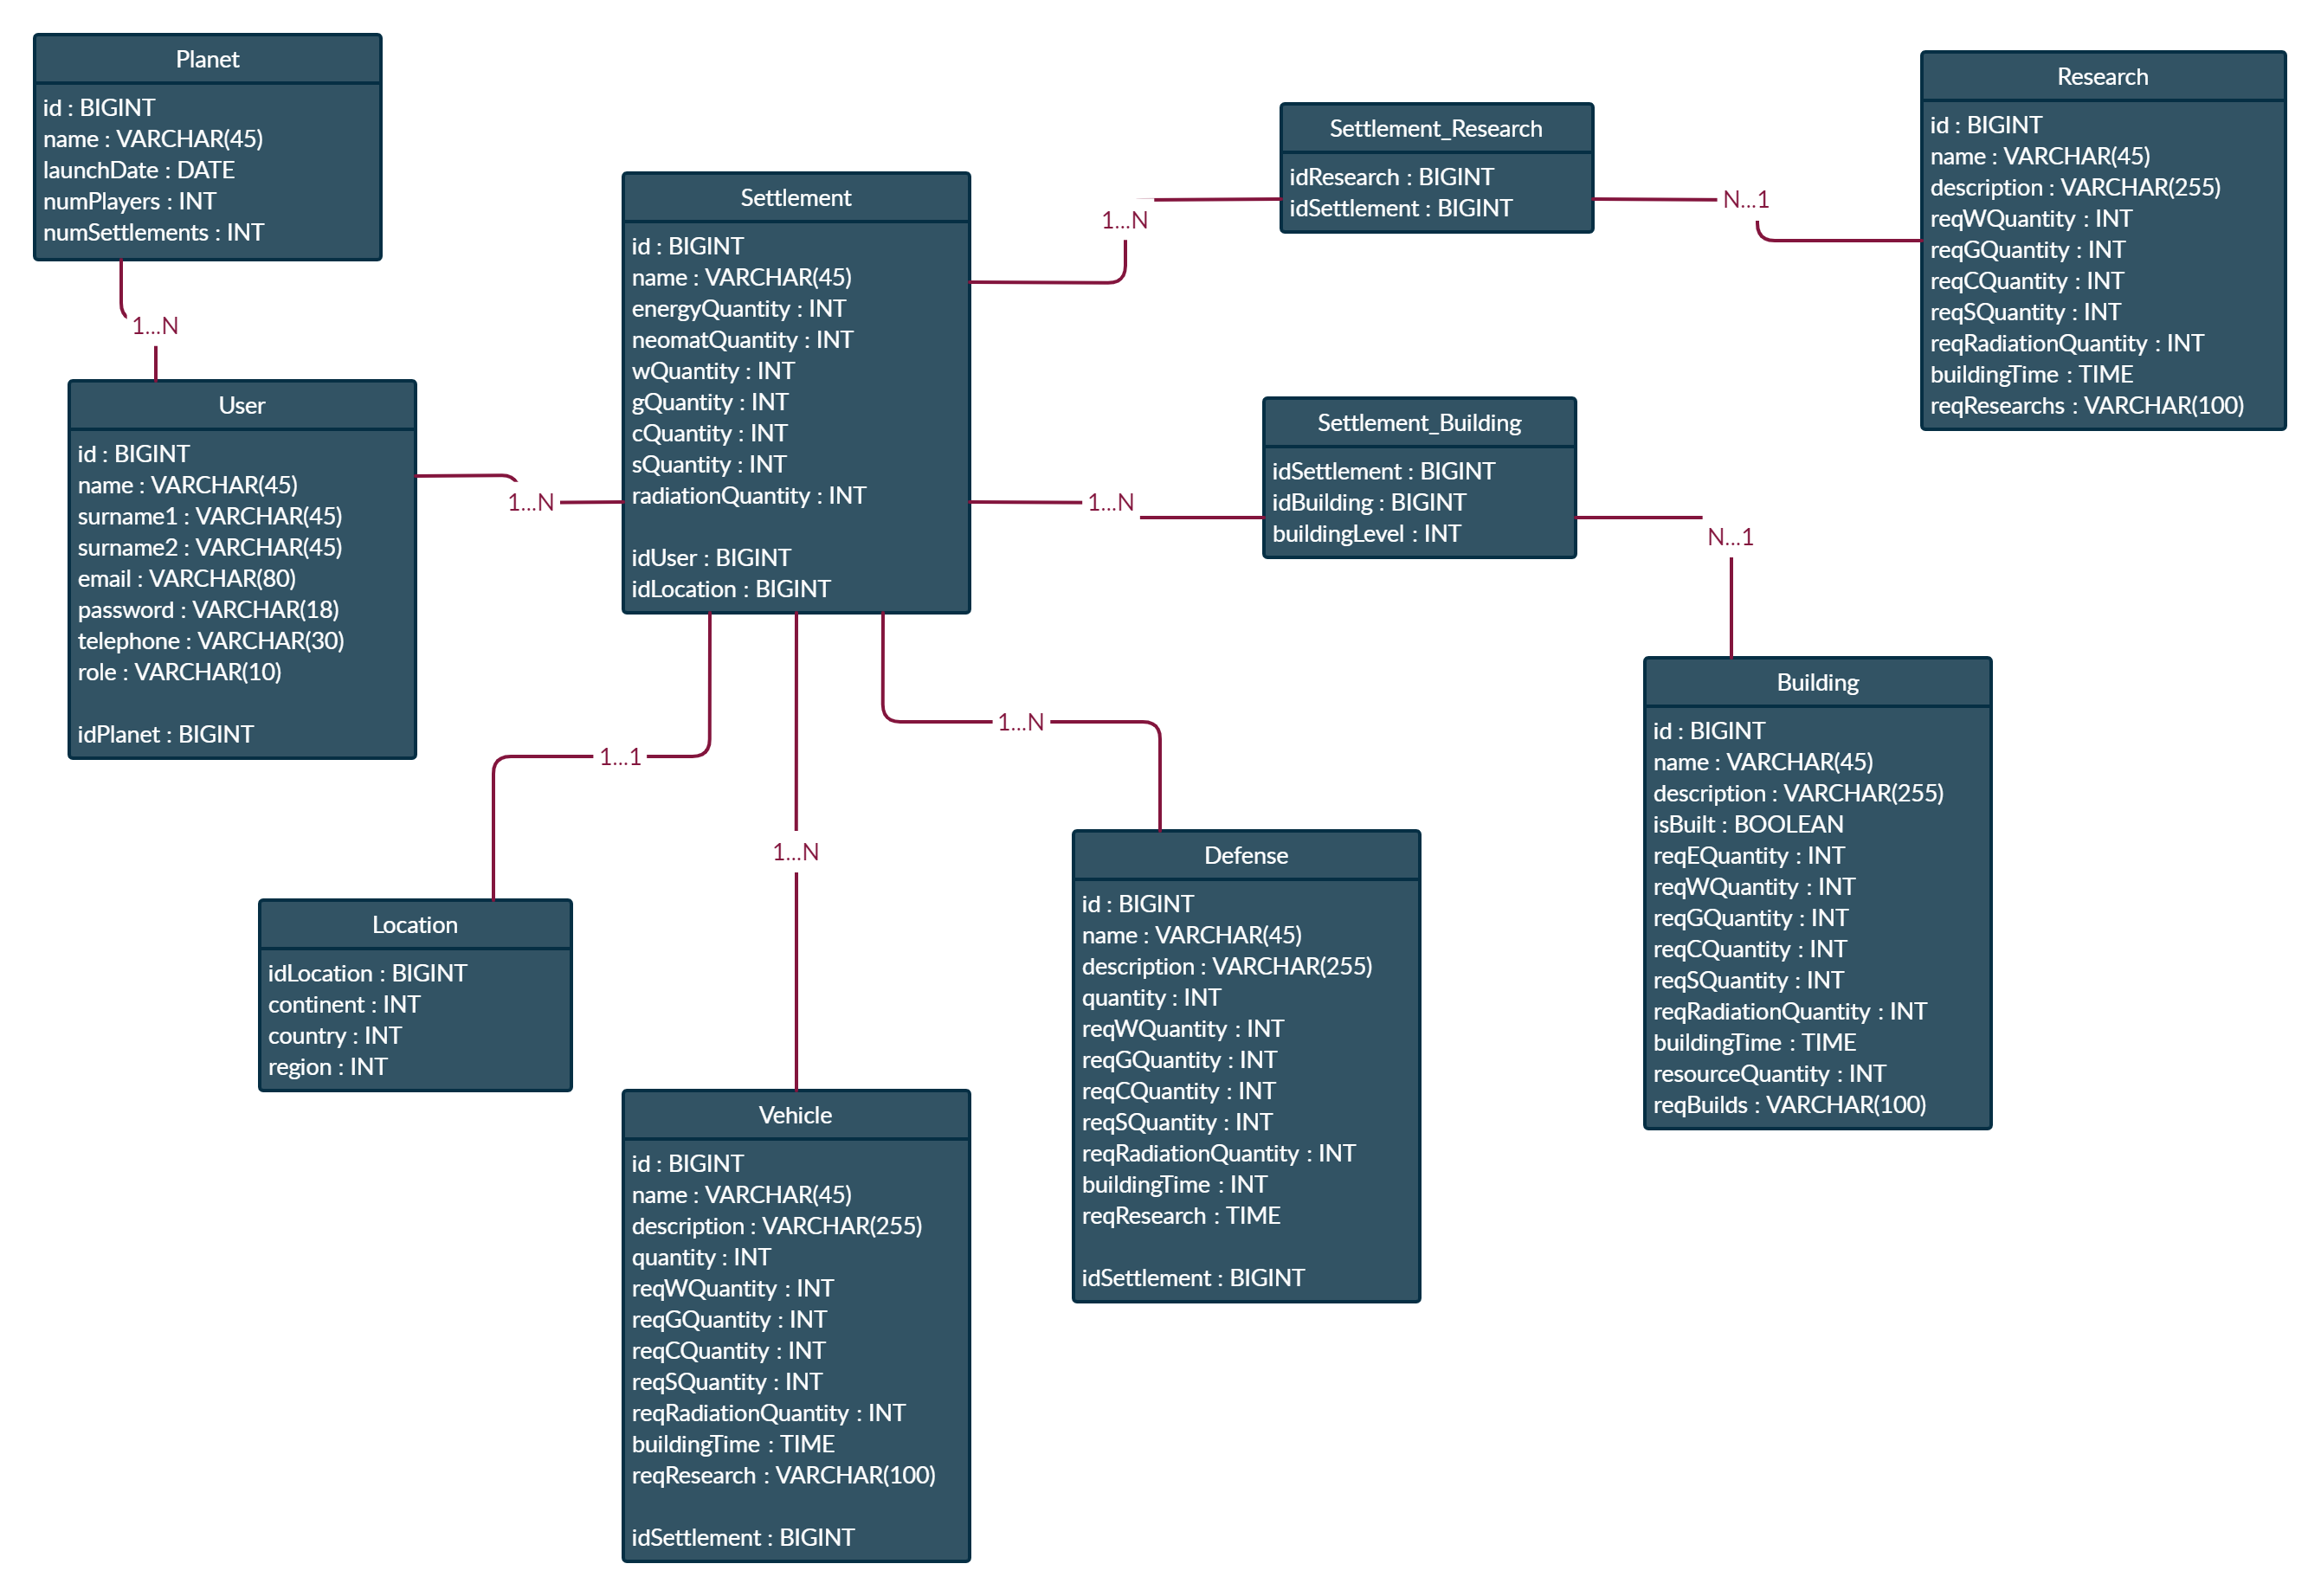 Planet
id : BIGINT
name : VARCHAR(45)
launchDate : DATE
numPlayers : INT
numSettlements : INT
1...N
User
id : BIGINT
name : VARCHAR(45)
surname1 : VARCHAR(45)
surname2 : VARCHAR(45)
email : VARCHAR(80)
password : VARCHAR(18)
telephone : VARCHAR(30)
role : VARCHAR(10)
idPlanet : BIGINT
1...N
Settlement
id : BIGINT
name : VARCHAR(45)
energyQuantity : INT
neomatQuantity : INT
wQuantity : INT
gQuantity : INT
cQuantity : INT
sQuantity : INT
radiationQuantity : INT
idUser : BIGINT
idLocation : BIGINT
1...N
Settlement_Research
idResearch : BIGINT
idSettlement : BIGINT
N...1
Research
id : BIGINT
name : VARCHAR(45)
description : VARCHAR(255)
reqWQuantity : INT
reqGQuantity : INT
reqCQuantity : INT
reqSQuantity : INT
reqRadiationQuantity : INT
buildingTime : TIME
reqResearchs : VARCHAR(100)
1...N
Settlement_Building
idSettlement : BIGINT
idBuilding : BIGINT
buildingLevel : INT
N...1
Building
id : BIGINT
name : VARCHAR(45)
description : VARCHAR(255)
isBuilt : BOOLEAN
reqEQuantity : INT
reqWQuantity : INT
reqGQuantity : INT
reqCQuantity : INT
reqSQuantity : INT
reqRadiationQuantity : INT
buildingTime : TIME
resourceQuantity : INT
reqBuilds : VARCHAR(100)
1...1
Location
idLocation : BIGINT
continent : INT
country : INT
region : INT
1...N
Vehicle
id : BIGINT
name : VARCHAR(45)
description : VARCHAR(255)
quantity : INT
reqWQuantity : INT
reqGQuantity : INT
reqCQuantity : INT
reqSQuantity : INT
reqRadiationQuantity : INT
buildingTime : TIME
reqResearch : VARCHAR(100)
idSettlement : BIGINT
1...N
Defense
id : BIGINT
name : VARCHAR(45)
description : VARCHAR(255)
quantity : INT
reqWQuantity : INT
reqGQuantity : INT
reqCQuantity : INT
reqSQuantity : INT
reqRadiationQuantity : INT
buildingTime : INT
reqResearch : TIME
idSettlement : BIGINT